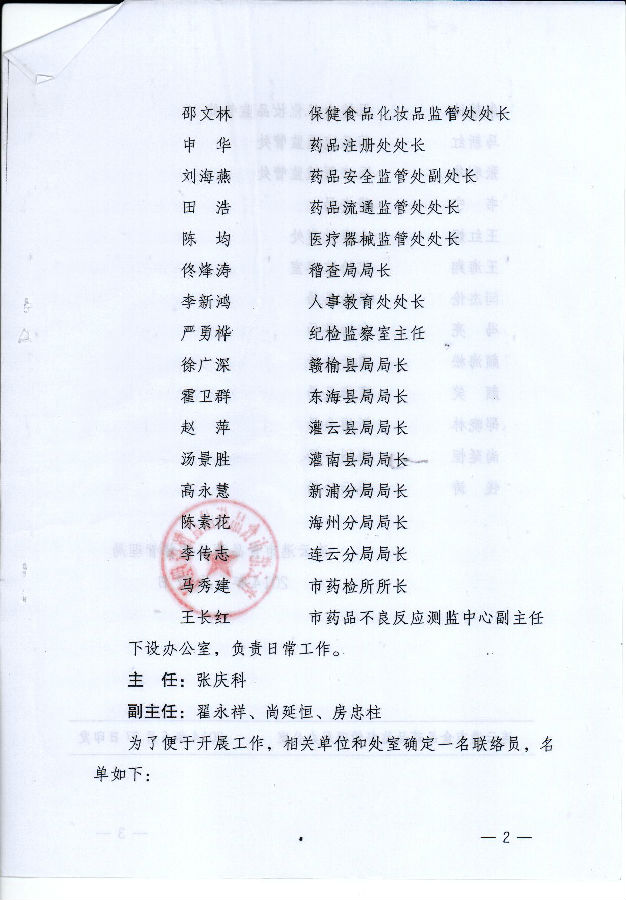 邵文林 保健食品化妆品监管处处长
申 华 药品注册处处长
刘海燕 药品安全监管处副处长
田 浩 药品流通监管处处长
陈 均 医疗器械监管处处长
佟烽涛 稽查局局长
李新鸿 人事教育处处长
严勇桦 纪检监察室主任
徐广深 赣榆县局局长
霍卫群 东海县局局长
赵 萍 灌云县局局长
汤景胜 灌南县局局长
高永慧 新浦分局局长
陈素花 海州分局局长
李传志 连云分局局长
马秀建 市药检所所长
王长红 市药品不良反应测监中心副主任
下设办公室，负责日常工作。
主 任：张庆科
副主任：翟永祥、尚延恒、房忠柱
为了便于开展工作，相关单位和处室确定一名联络员，名
单如下：
— 2 —